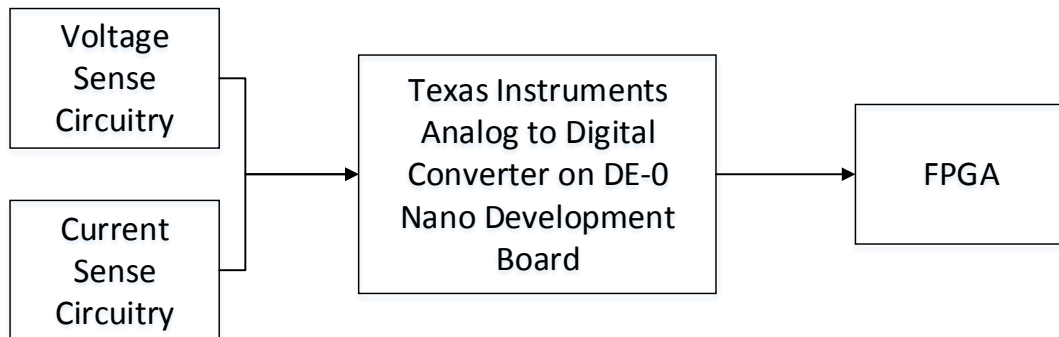 Voltage
Sense
Circuitry
Texas Instruments
Analog to Digital
Converter on DE-0
Nano Development
Board
FPGA
Current
Sense
Circuitry